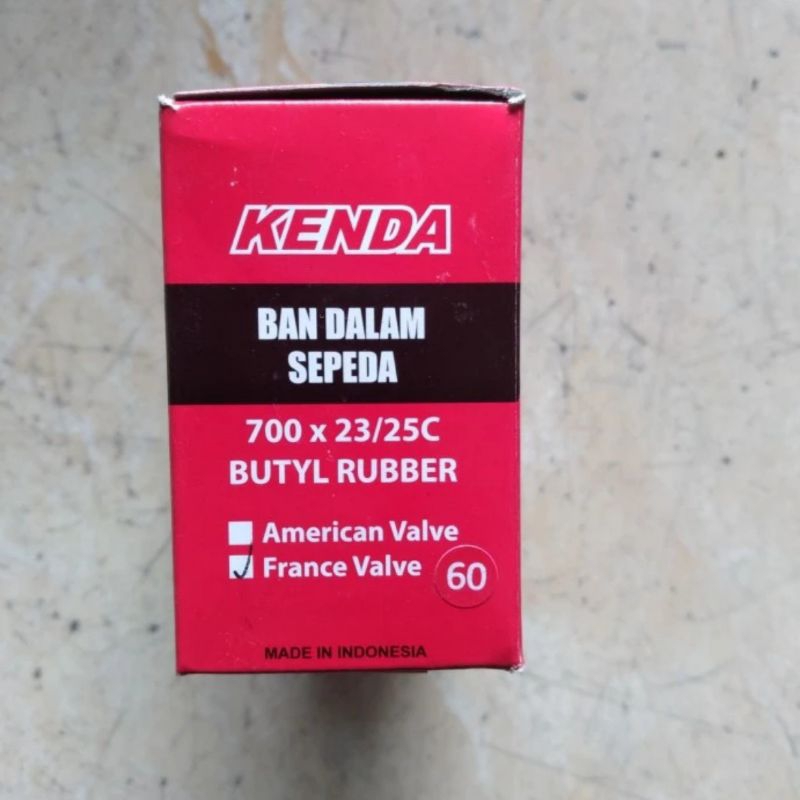 KENDA
BAN DALAM
SEPEDA
700 x 23/25C
BUTYL RUBBER
American Valve
France Valve
60
MADE IN INDONESIA